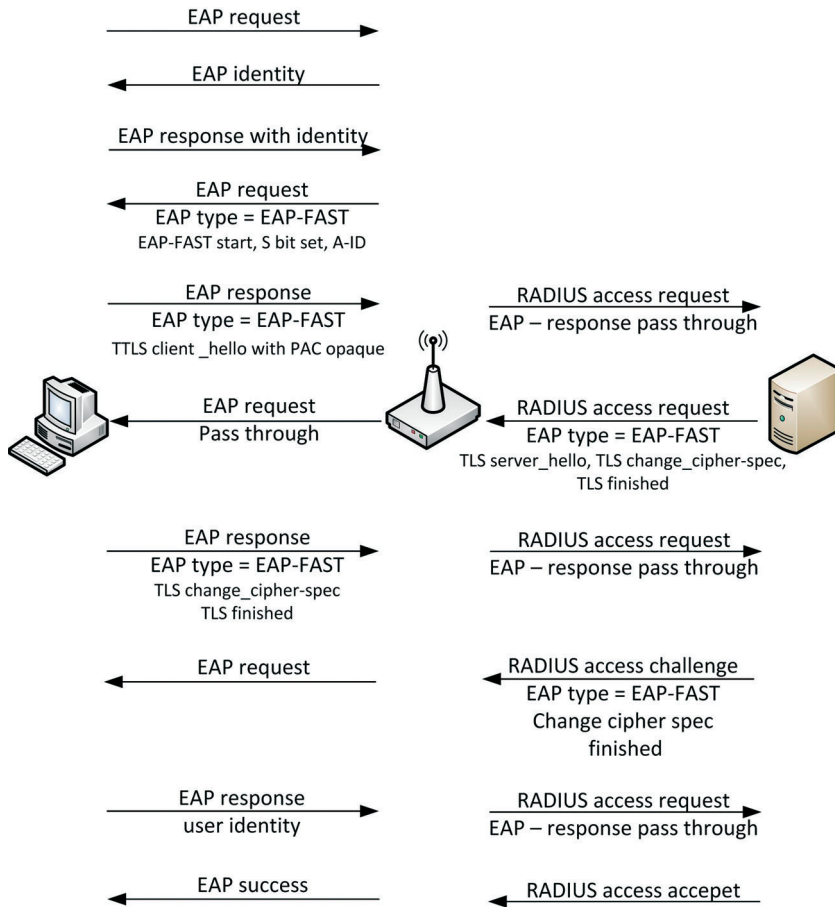 EAP request
EAP identity
EAP response with identity
EAP request
EAP type = EAP-FAST
EAP-FAST start, S bit set, A-ID
EAP response
EAP type = EAP-FAST
TTLS client _hello with PAC opaque
RADIUS access request
EAP – response pass through
EAP request
Pass through
RADIUS access request
EAP type = EAP-FAST
TLS server_hello, TLS change_cipher-spec,
TLS finished
EAP response
EAP type = EAP-FAST
TLS change_cipher-spec
TLS finished
RADIUS access request
EAP – response pass through
EAP request
RADIUS access challenge
EAP type = EAP-FAST
Change cipher spec
finished
EAP response
user identity
RADIUS access request
EAP – response pass through
EAP success
RADIUS access accepet